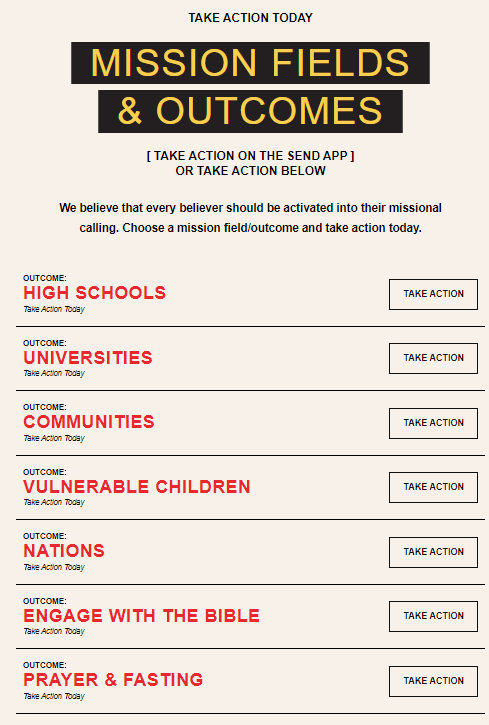 TAKE ACTION TODAY
MISSION FIELDS
& OUTCOMES
[ TAKE ACTION ON THE SEND APP ]
OR TAKE ACTION BELOW
We believe that every believer should be activated into their missional
calling. Choose a mission field/outcome and take action today.
OUTCOME:
HIGH SCHOOLS
Take Action Today
TAKE ACTION
OUTCOME:
UNIVERSITIES
Take Action Today
TAKE ACTION
OUTCOME:
COMMUNITIES
Take Action Today
TAKE ACTION
OUTCOME:
VULNERABLE CHILDREN
Take Action Today
TAKE ACTION
OUTCOME:
NATIONS
Take Action Today
TAKE ACTION
OUTCOME:
ENGAGE WITH THE BIBLE
Take Action Today
TAKE ACTION
OUTCOME:
PRAYER & FASTING
Take Action Today
TAKE ACTION